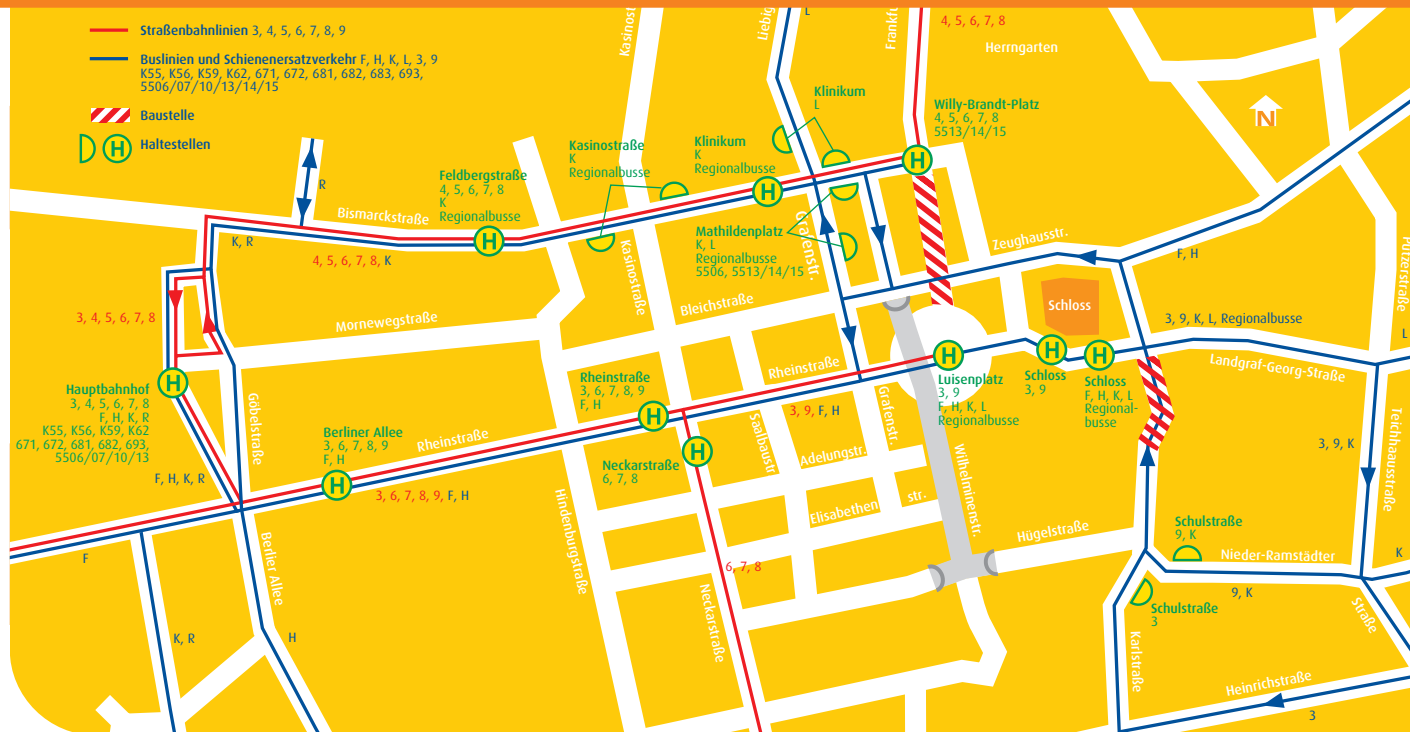 Straßenbahnlinien 3, 4, 5, 6, 7, 8, 9
Buslinien und Schienenersatzverkehr F, H, K, L, 3, 9
K55, K56, K59, K62, 671, 672, 681, 682, 683, 693,
5506/07/10/13/14/15
Baustelle
H
Haltestellen
Kasinost
Liebig
L
Frankfu
4, 5, 6, 7, 8
Herrngarten
N
Klinikum
L
Willy-Brandt-Platz
4, 5, 6, 7, 8
5513/14/15
H
Kasinostraße
K
Regionalbusse
Klinikum
K
Regionalbusse
H
Feldbergstraße
4, 5, 6, 7, 8
K
Regionalbusse
H
R
Bismarckstraße
K, R
4, 5, 6, 7, 8, K
Kasinostraße
Grafenstr.
Mathildenplatz
K, L
Regionalbusse
5506, 5513/14/15
Zeughausstr.
F, H
Pützerstraße
Bleichstraße
Schloss
3, 4, 5, 6, 7, 8
Mornewegstraße
3, 9, K, L, Regionalbusse
L
Landgraf-Georg-Straße
H
Hauptbahnhof
3, 4, 5, 6, 7, 8
F, H, K, R
K55, K56, K59, K62
671, 672, 681, 682, 693,
5506/07/10/13
Göbelstraße
F, H, K, R
Berliner Allee
3, 6, 7, 8, 9
F, H
H
Rheinstraße
3, 6, 7, 8, 9, F, H
Rheinstraße
3, 6, 7, 8, 9
F, H
H
Rheinstraße
3, 9, F, H
H
Luisenplatz
3, 9
F, H, K, L
Regionalbusse
H
Schloss
3, 9
H
Schloss
F, H, K, L
Regional-
busse
Neckarstraße
6, 7, 8
H
Saalbaustr.
Grafenstr.
Adelungstr.
Elisabethen
str.
Wilhelminenstr.
Hügelstraße
3, 9, K
Teichhausstraße
Hindenburgstraße
Berlier Allee
F
K, R
H
6, 7, 8
Neckarstraße
Schulstraße
9, K
Nieder-Ramstädter
K
9, K
Straße
Schulstraße
3
Karlstraße
Heinrichstraße
3